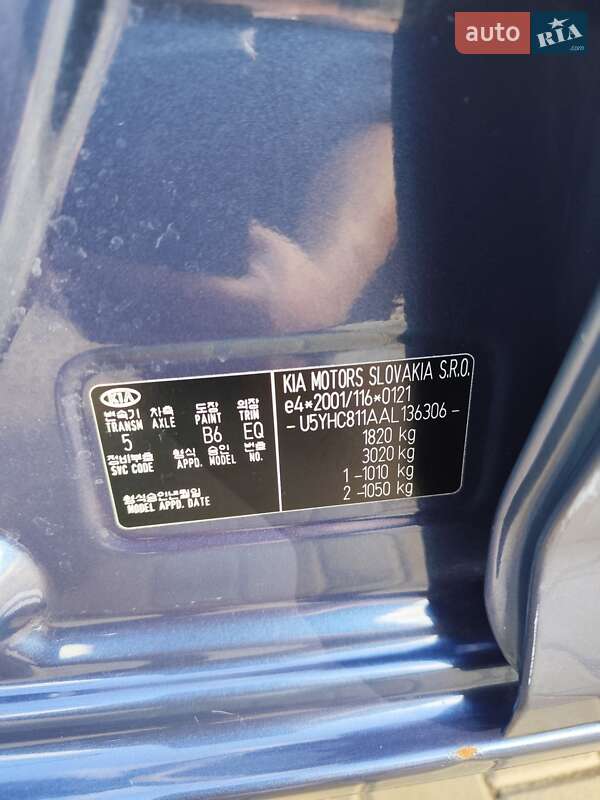 auto RIA .com
KIA
변속기 차축 도장 외장
TRANSM AXLE PAINT TRIM
5 B6 EQ
정비부호 형식 승인 번호
SVC CODE APPD. MODEL NO.
형식승인년월일
MODEL APPD. DATE
KIA MOTORS SLOVAKIA S.R.O.
e4*2001/116*0121
-U5YHC811AAL136306-
1820 kg
3020 kg
1-1010 kg
2-1050 kg